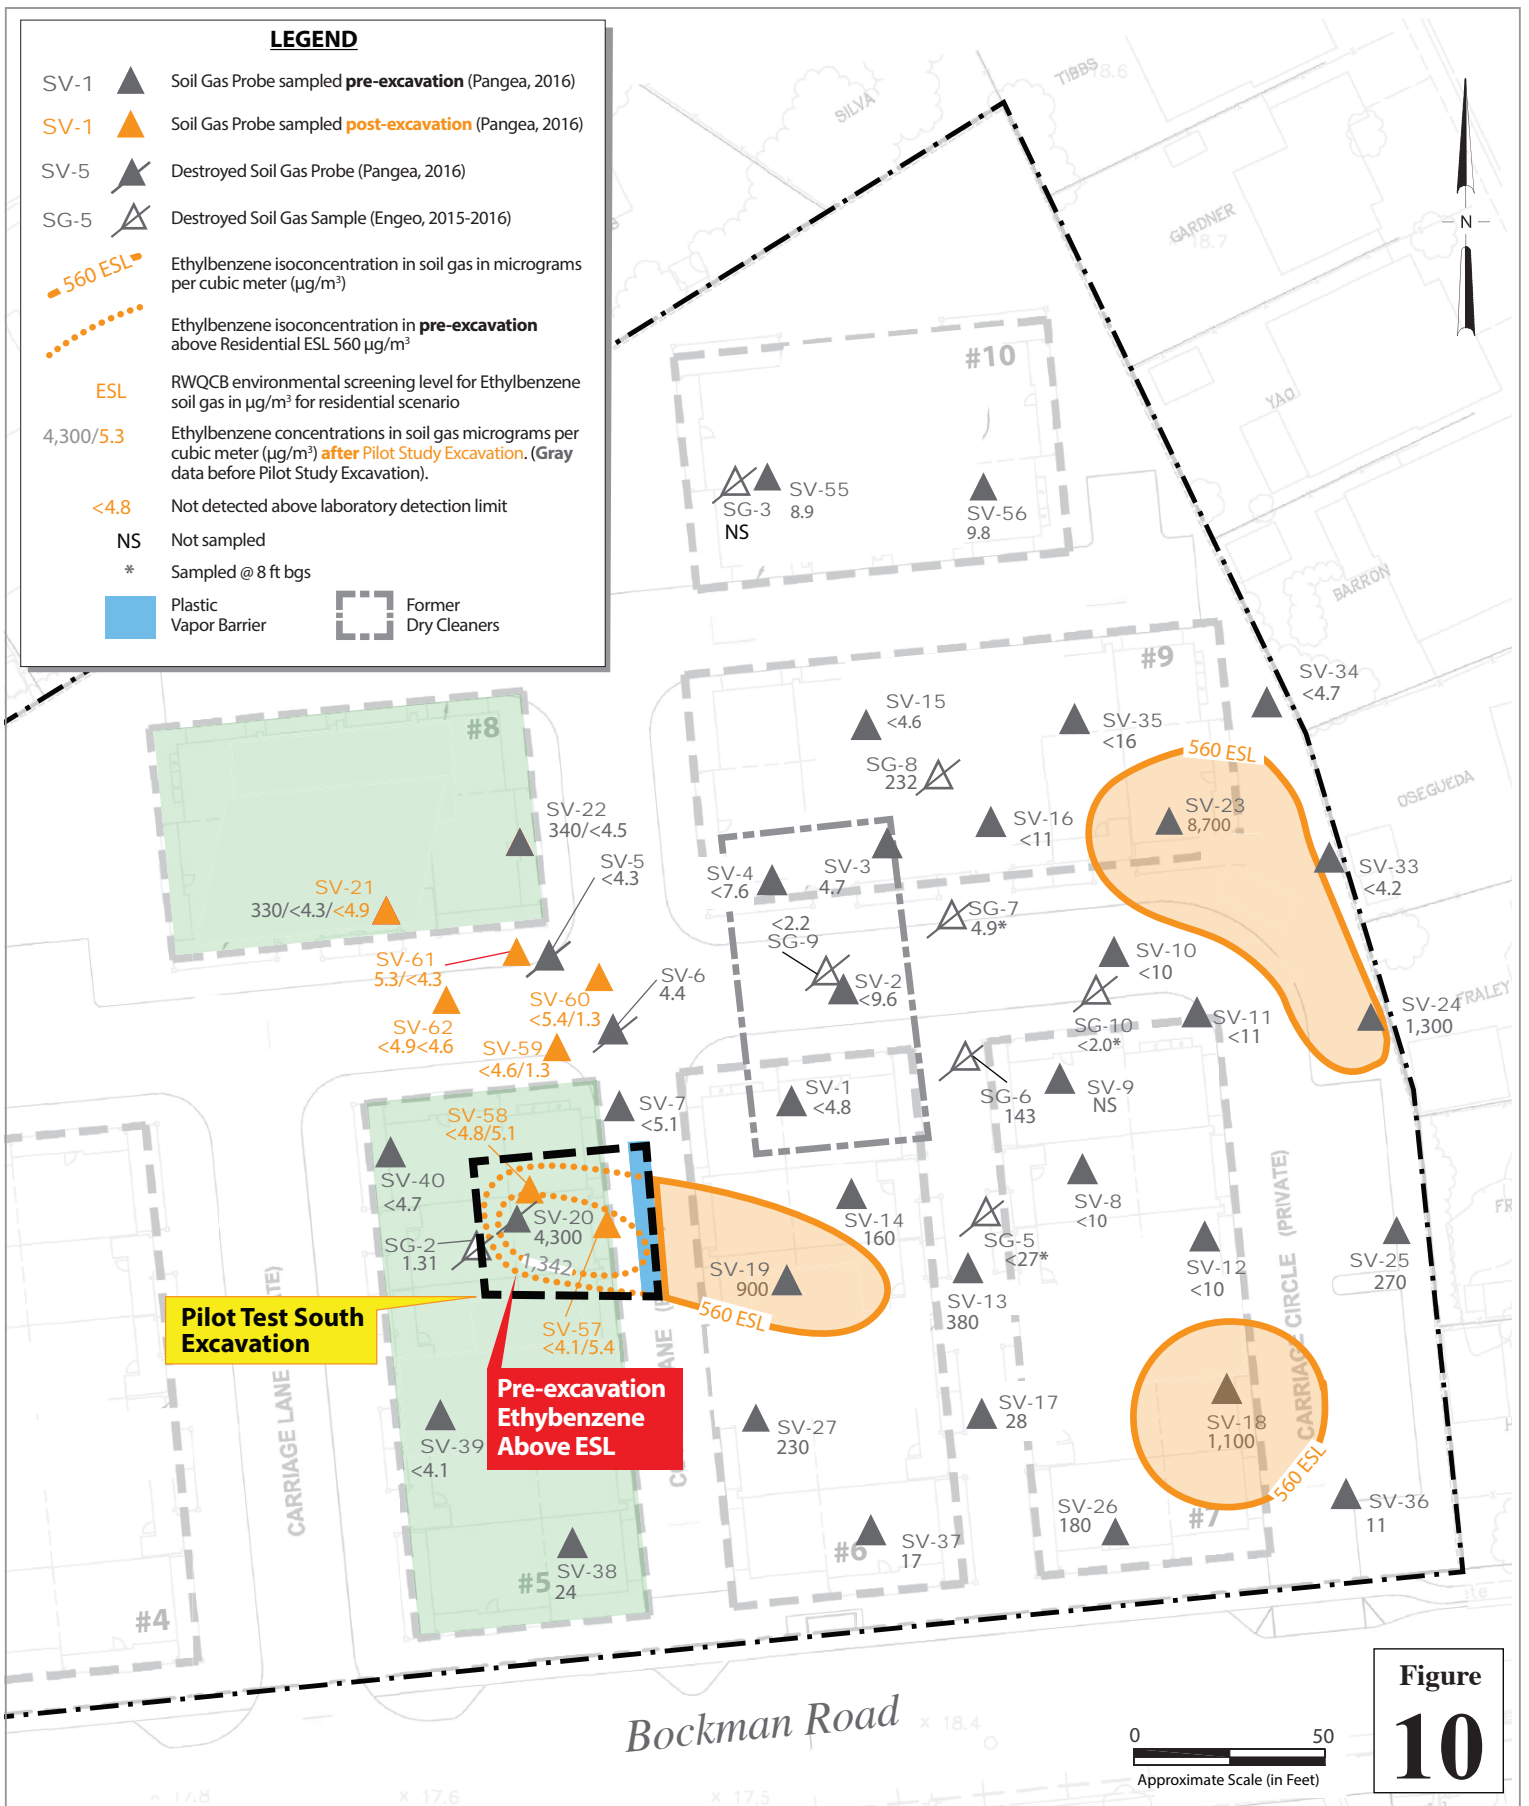 LEGEND
SV-1 Soil Gas Probe sampled pre-excavation (Pangea, 2016)
SV-1 Soil Gas Probe sampled post-excavation (Pangea, 2016)
SV-5 Destroyed Soil Gas Probe (Pangea, 2016)
SG-5 Destroyed Soil Gas Sample (Engeo, 2015-2016)
560 ESL
Ethylbenzene isoconcentration in soil gas in micrograms
per cubic meter (µg/m³)
Ethylbenzene isoconcentration in pre-excavation
above Residential ESL 560 µg/m³
ESL
RWQCB environmental screening level for Ethylbenzene
soil gas in µg/m³ for residential scenario
4,300/5.3
Ethylbenzene concentrations in soil gas micrograms per
cubic meter (µg/m³) after Pilot Study Excavation. (Gray
data before Pilot Study Excavation).
<4.8 Not detected above laboratory detection limit
NS Not sampled
* Sampled @ 8 ft bgs
Plastic
Vapor Barrier
Former
Dry Cleaners
SILVA
TIBBS
18.6
GARDNER
18.7
N
YAO
BARRON
OSEGUEDA
FRALEY
#10
SG-3
NS
SV-55
8.9
SV-56
9.8
#9
SV-34
<4.7
SV-15
<4.6
SV-35
<16
560 ESL
SG-8
232
SV-16
<11
SV-23
8,700
SV-33
<4.2
#8
SV-22
340/<4.5
SV-5
<4.3
SV-21
330/<4.3/<4.9
SV-4
<7.6
SV-3
4.7
SG-7
4.9*
<2.2
SG-9
SV-2
<9.6
SV-10
<10
SG-10
<2.0*
SV-11
<11
SV-24
1,300
SV-61
5.3/<4.3
SV-62
<4.9<4.6
SV-60
<5.4/1.3
SV-6
4.4
SV-59
<4.6/1.3
SV-7
<5.1
SV-1
<4.8
SG-6
143
SV-9
NS
SV-58
<4.8/5.1
SV-40
<4.7
SV-20
4,300
SG-2
1.31
1,342
SV-57
<4.1/5.4
SV-14
160
SV-8
<10
SG-5
<27*
SV-19
900
560 ESL
SV-13
380
SV-12
<10
SV-25
270
CARRIAGE CIRCLE (PRIVATE)
Pilot Test South
Excavation
Pre-excavation
Ethybenzene
Above ESL
CARRIAGE LANE
SV-39
<4.1
SV-27
230
SV-17
28
SV-18
1,100
560 ESL
SV-26
180
#7
SV-36
11
#6
SV-37
17
#5
SV-38
24
#4
Bockman Road
x 18.4
17.8
x 17.6
x 17.5
0 50
Approximate Scale (in Feet)
Figure
10